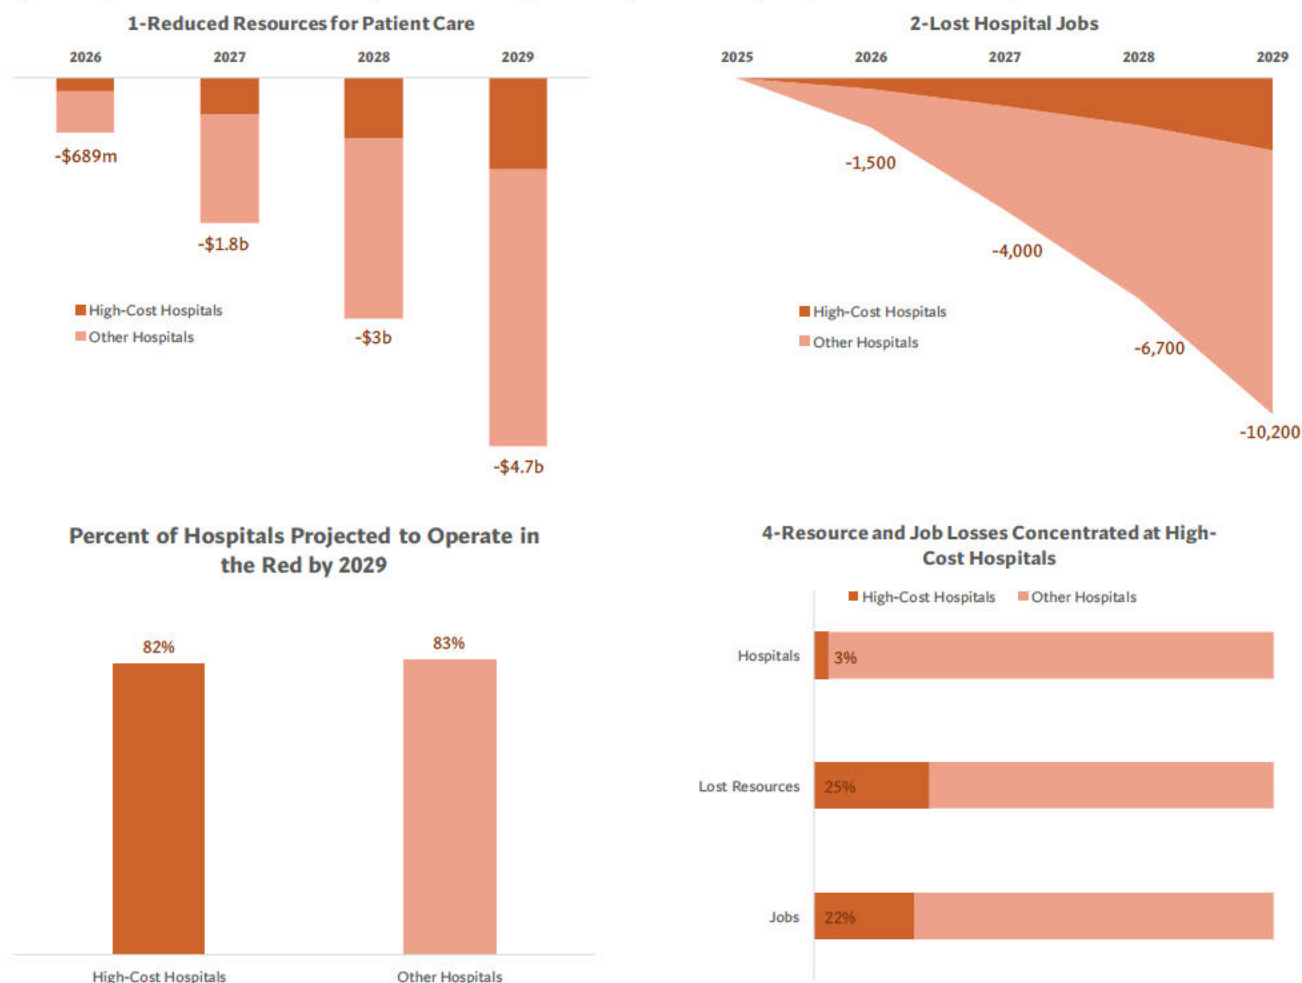 1-Reduced Resources for Patient Care
2026 2027 2028 2029
-$689m
-$1.8b
-$3b
-$4.7b
High-Cost Hospitals
Other Hospitals
2-Lost Hospital Jobs
2025 2026 2027 2028 2029
-1,500
-4,000
-6,700
-10,200
High-Cost Hospitals
Other Hospitals
Percent of Hospitals Projected to Operate in
the Red by 2029
82%
83%
High-Cost Hospitals
Other Hospitals
4-Resource and Job Losses Concentrated at High-
Cost Hospitals
High-Cost Hospitals Other Hospitals
Hospitals 3%
Lost Resources 25%
Jobs 22%